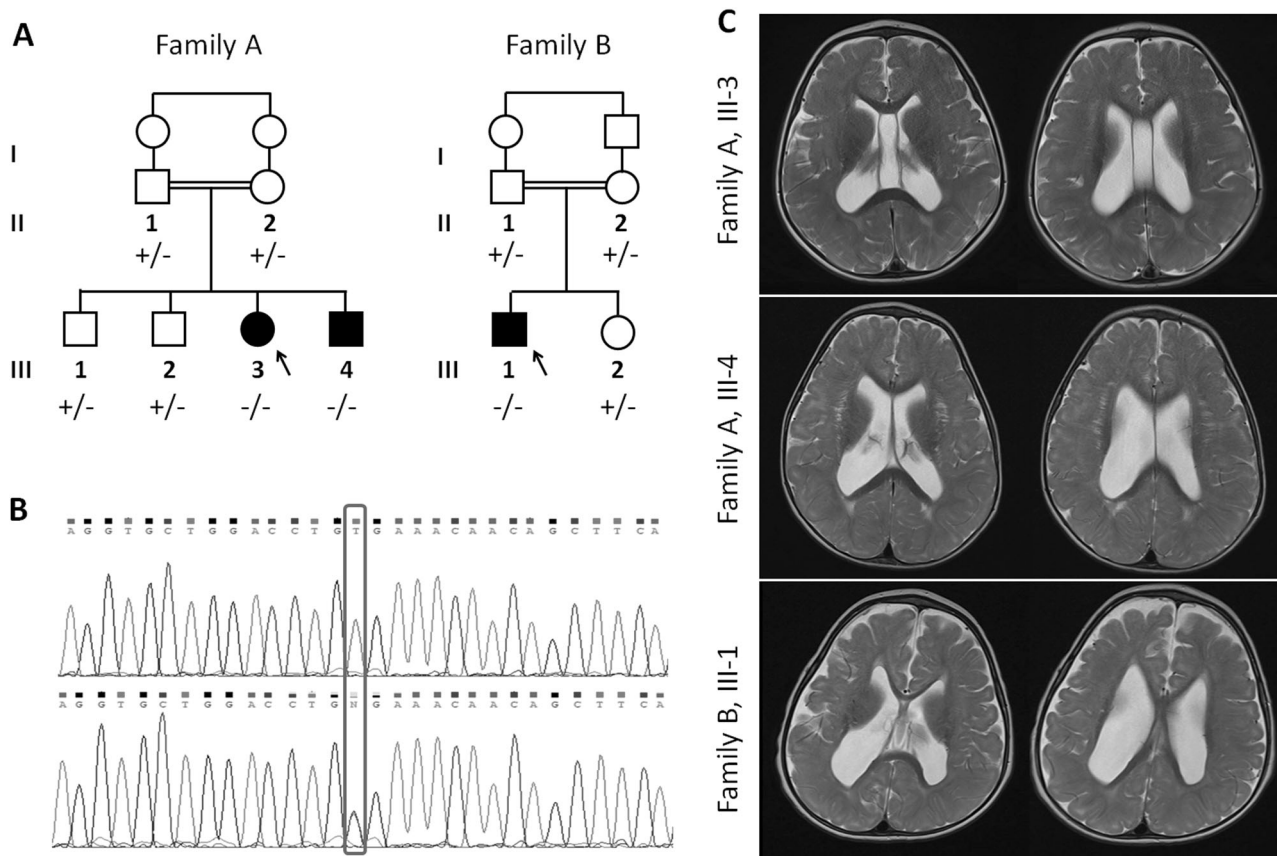 A
Family A
Family B
I
I
II
1
2
II
1
2
+/-
+/-
+/-
+/-
III
1
2
3
4
III
1
2
+/-
+/-
-/-
-/-
-/-
+/-
B
A G G T G C T G G A C C T G T G A A A C A A C A G C T T C A
A G G T G C T G G A C C T G N G A A A C A A C A G C T T C A
C
Family A, III-3
Family A, III-4
Family B, III-1